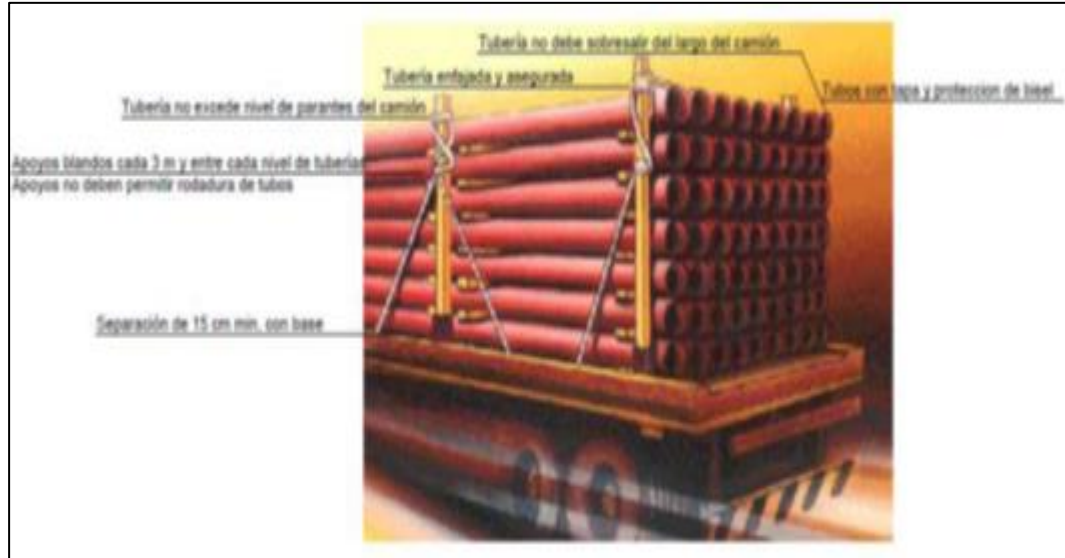 Tubería no debe sobresalir del largo del camión
Tubería enfajada y asegurada
Tubos con tapa y proteccion de bisel
Tubería no excede nivel de parantes del camión
Apoyos blandos cada 3 m y entre cada nivel de tuberías
Apoyos no deben permitir rodadura de tubos
Separación de 15 cm min. con base